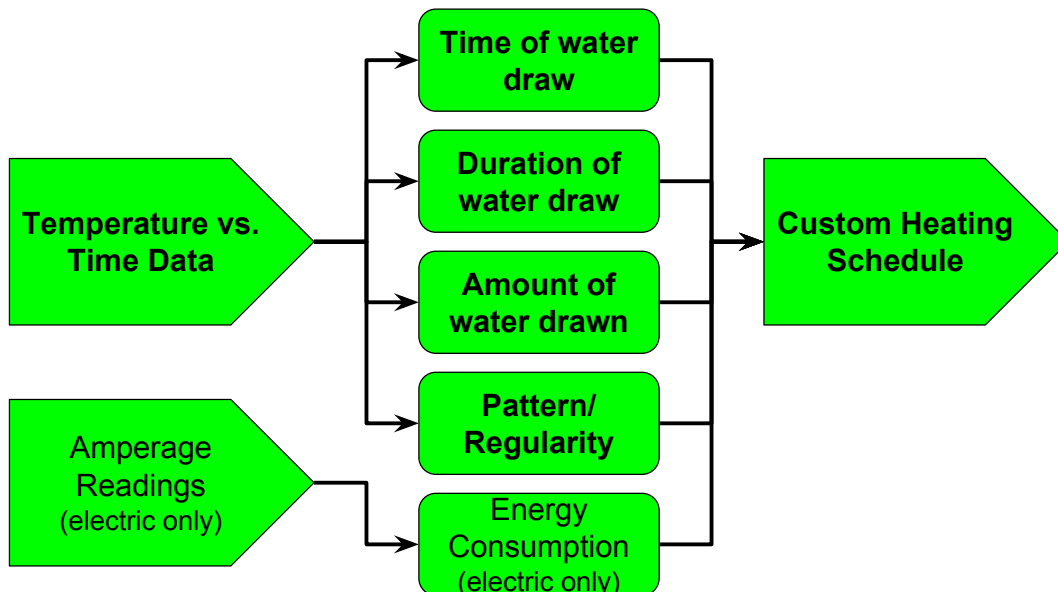 Time of water
draw
Duration of
water draw
Temperature vs.
Time Data
Custom Heating
Schedule
Amount of
water drawn
Pattern/
Regularity
Amperage
Readings
(electric only)
Energy
Consumption
(electric only)